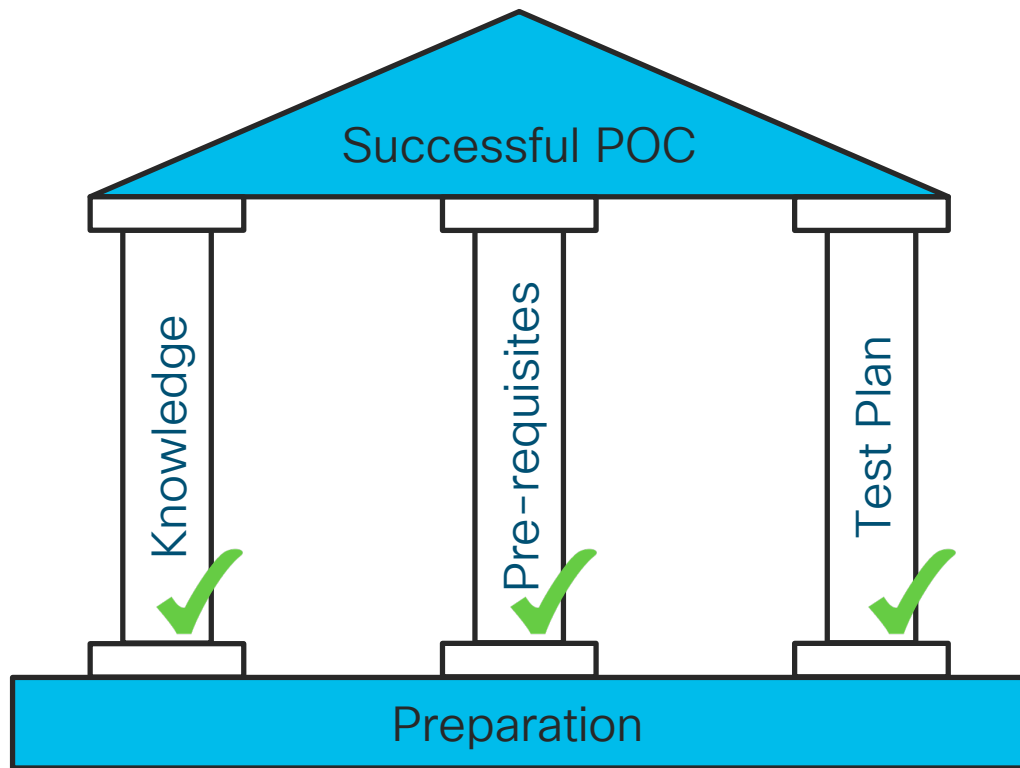 Successful POC
Knowledge
Pre-requisites
Test Plan
Preparation